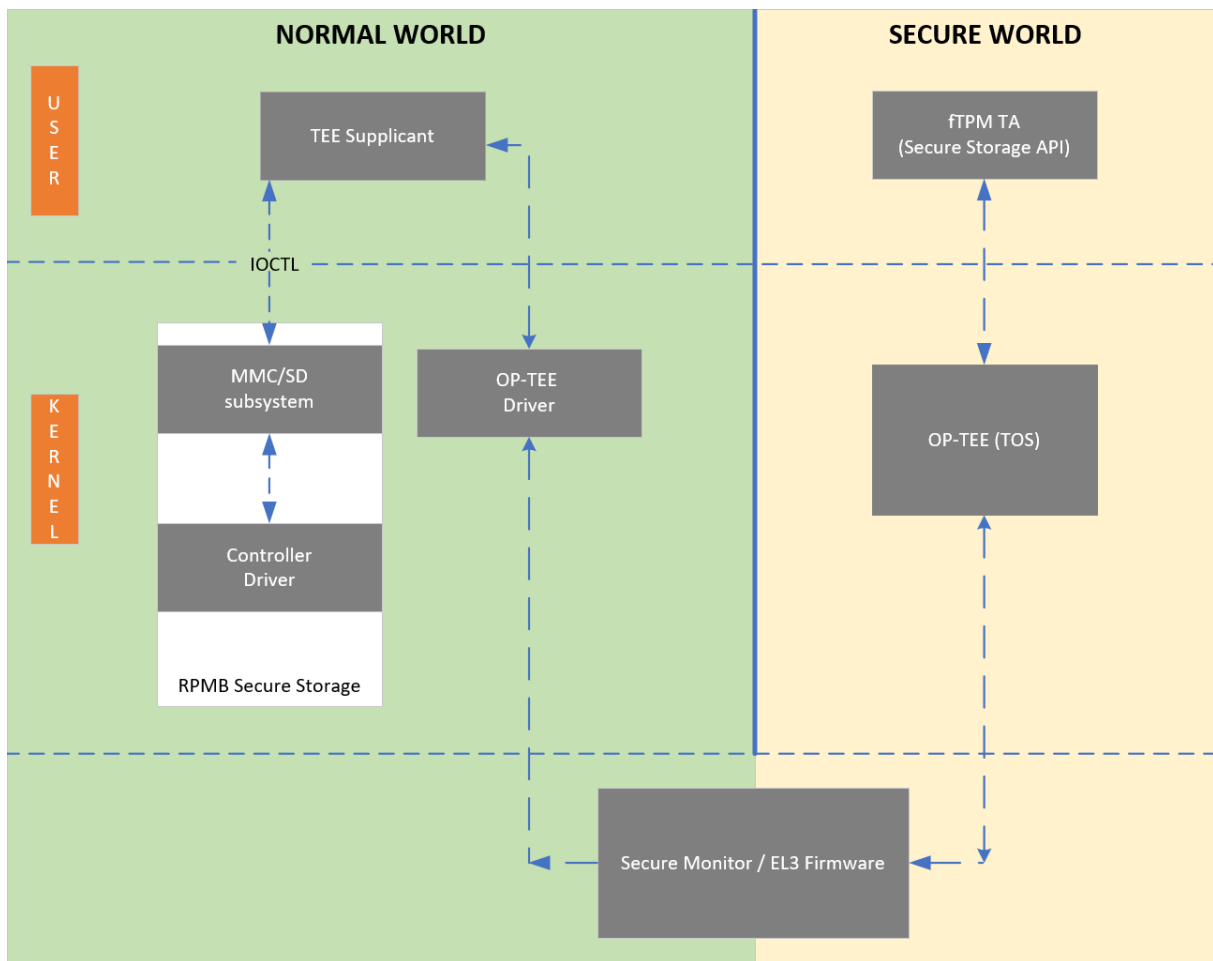 NORMAL WORLD
SECURE WORLD
U
S
E
R
TEE Supplicant
fTPM TA
(Secure Storage API)
IOCTL
K
E
R
N
E
L
MMC/SD
subsystem
OP-TEE
Driver
OP-TEE (TOS)
Controller
Driver
RPMB Secure Storage
Secure Monitor / EL3 Firmware